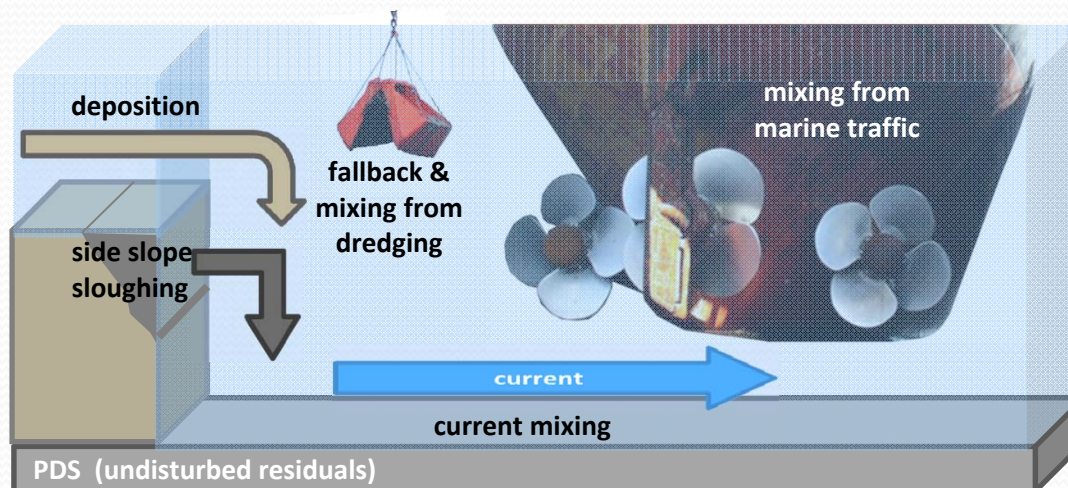 deposition
fallback &
mixing from
dredging
mixing from
marine traffic
side slope
sloughing
current
current mixing
PDS (undisturbed residuals)